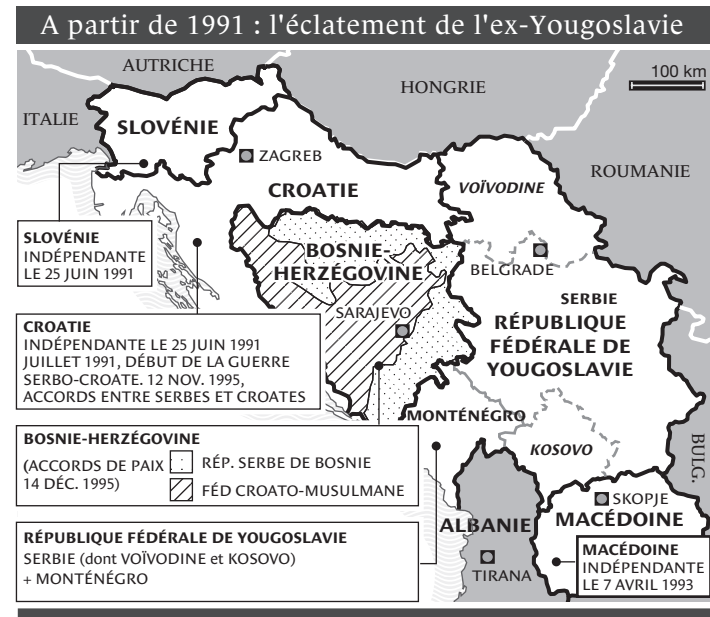 A partir de 1991 : l'éclatement de l'ex-Yougoslavie
AUTRICHE
HONGRIE
100 km
ITALIE
SLOVÉNIE
ZAGREB
ROUMANIE
CROATIE
VOÏVODINE
SLOVÉNIE
INDÉPENDANTE
LE 25 JUIN 1991
BOSNIE-
HERZÉGOVINE
BELGRADE
SARAJEVO
SERBIE
RÉPUBLIQUE
FÉDÉRALE DE
YOUGOSLAVIE
CROATIE
INDÉPENDANTE LE 25 JUIN 1991
JUILLET 1991, DÉBUT DE LA GUERRE
SERBO-CROATE. 12 NOV. 1995,
ACCORDS ENTRE SERBES ET CROATES
MONTÉNÉGRO
KOSOVO
BULG.
BOSNIE-HERZÉGOVINE
(ACCORDS DE PAIX
14 DÉC. 1995)
RÉP. SERBE DE BOSNIE
FÉD CROATO-MUSULMANE
SKOPJE
ALBANIE
MACÉDOINE
TIRANA
RÉPUBLIQUE FÉDÉRALE DE YOUGOSLAVIE
SERBIE (dont VOÏVODINE et KOSOVO)
+ MONTÉNÉGRO
MACÉDOINE
INDÉPENDANTE
LE 7 AVRIL 1993